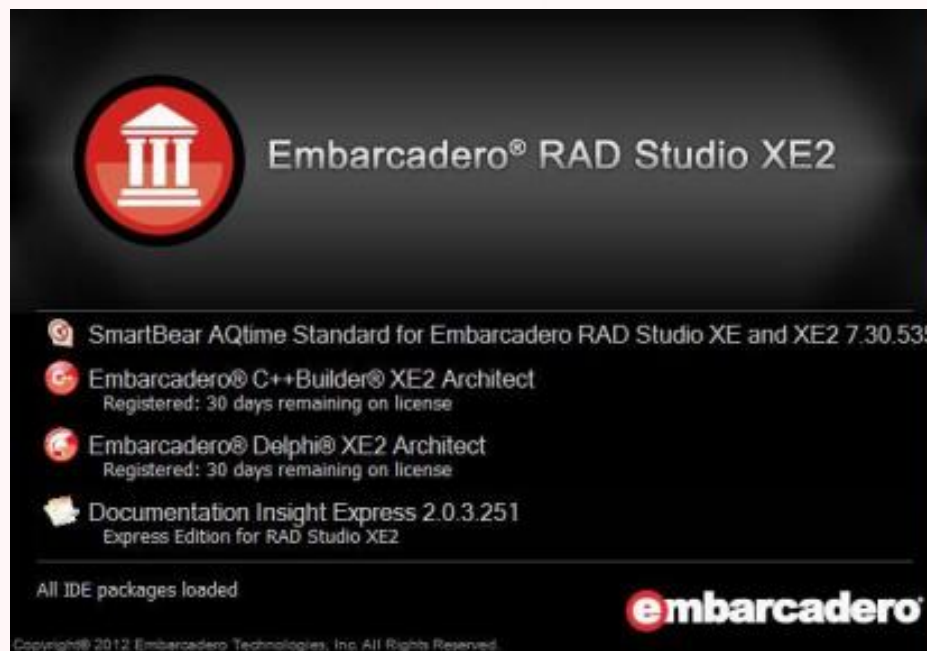 Embarcadero® RAD Studio XE2
SmartBear AQtime Standard for Embarcadero RAD Studio XE and XE2 7.30.535
Embarcadero® C++Builder® XE2 Architect
Registered: 30 days remaining on license
Embarcadero® Delphi® XE2 Architect
Registered: 30 days remaining on license
Documentation Insight Express 2.0.3.251
Express Edition for RAD Studio XE2
All IDE packages loaded
embarcadero
Copyright© 2012 Embarcadero Technologies, Inc. All Rights Reserved.